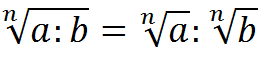 ⁿ√(a:b) = ⁿ√a : ⁿ√b